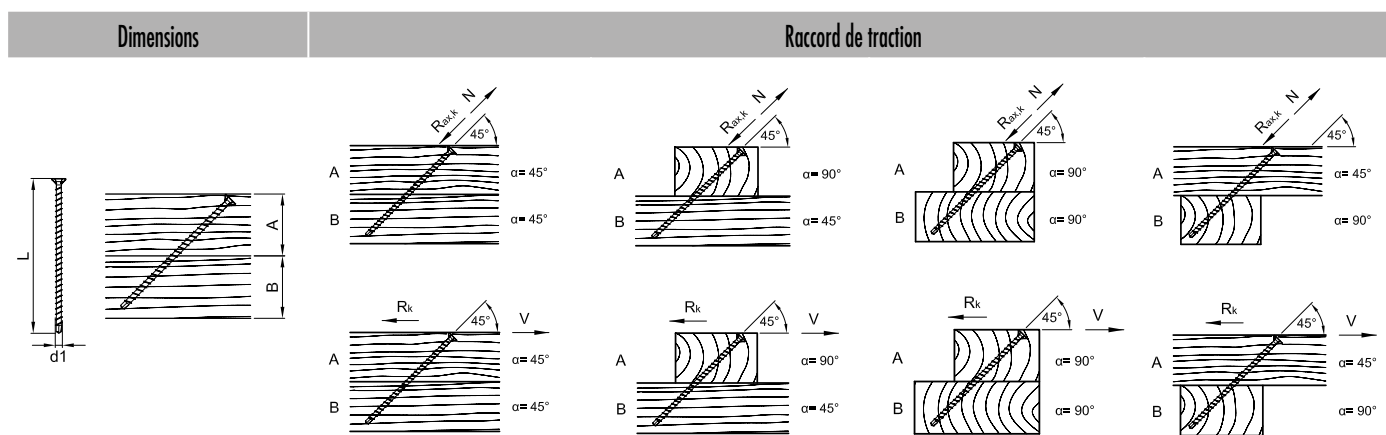 Dimensions
Raccord de traction
L
d1
A
B
Rax,k
N
45°
A
B
α= 45°
α= 45°
Rax,k
N
45°
A
B
α= 90°
α= 45°
Rax,k
N
45°
A
B
α= 90°
α= 90°
Rax,k
N
45°
A
B
α= 45°
α= 90°
Rk
45°
V
A
B
α= 45°
α= 45°
Rk
45°
V
A
B
α= 90°
α= 45°
Rk
45°
V
A
B
α= 90°
α= 90°
Rk
45°
V
A
B
α= 45°
α= 90°